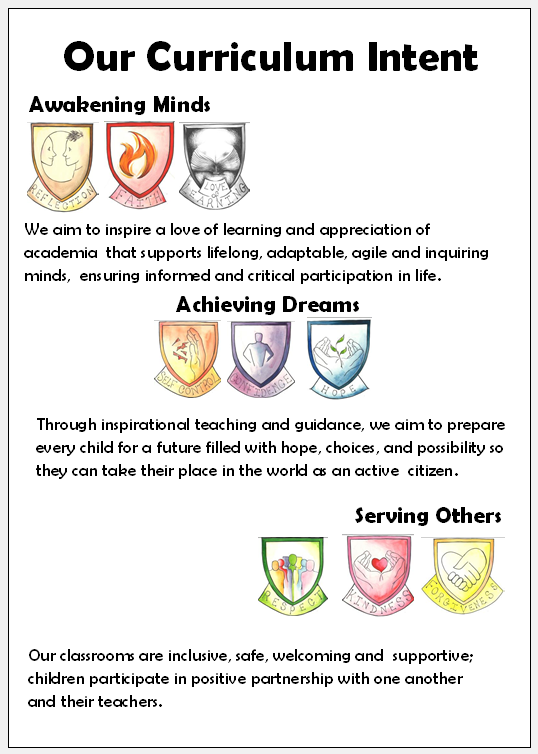 Our Curriculum Intent
Awakening Minds
REFLECTION
FAITH
LOVE of LEARNING
We aim to inspire a love of learning and appreciation of
academia that supports lifelong, adaptable, agile and inquiring
minds, ensuring informed and critical participation in life.
Achieving Dreams
SELF CONTROL
CONFIDENCE
HOPE
Through inspirational teaching and guidance, we aim to prepare
every child for a future filled with hope, choices, and possibility so
they can take their place in the world as an active citizen.
Serving Others
RESPECT
KINDNESS
FORGIVENESS
Our classrooms are inclusive, safe, welcoming and supportive;
children participate in positive partnership with one another
and their teachers.